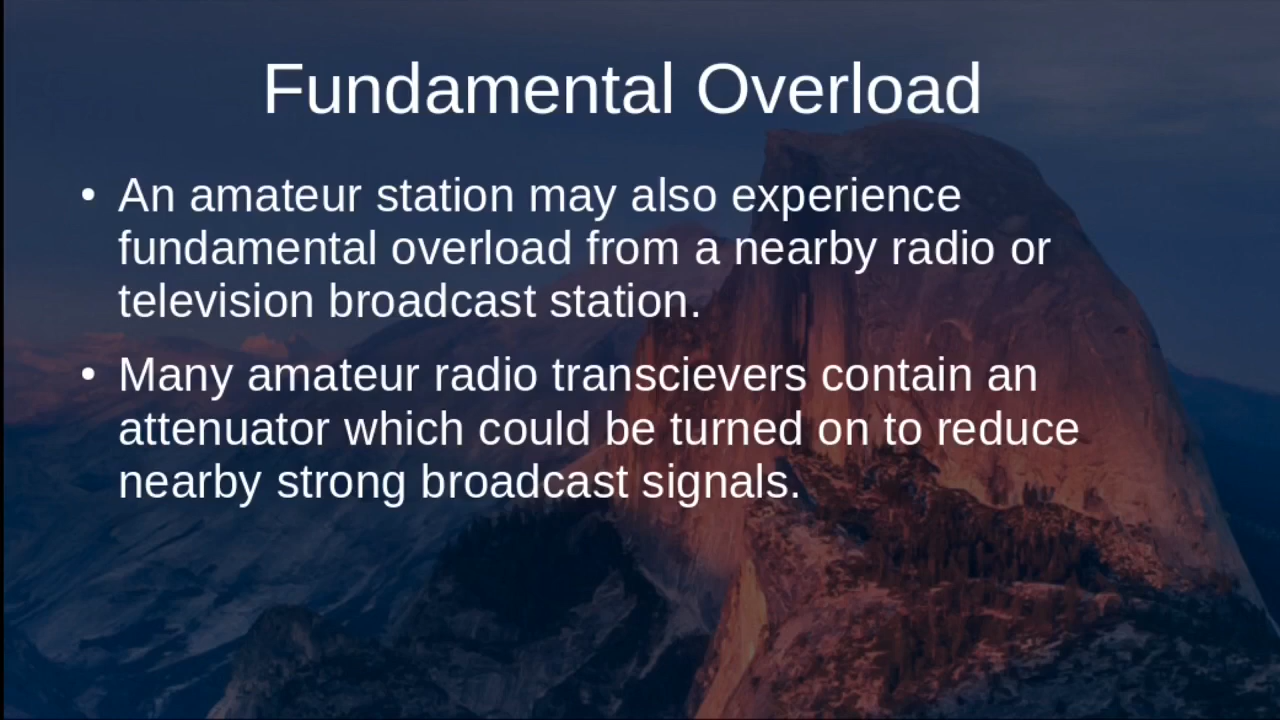 Fundamental Overload
• An amateur station may also experience
fundamental overload from a nearby radio or
television broadcast station.
• Many amateur radio transcievers contain an
attenuator which could be turned on to reduce
nearby strong broadcast signals.